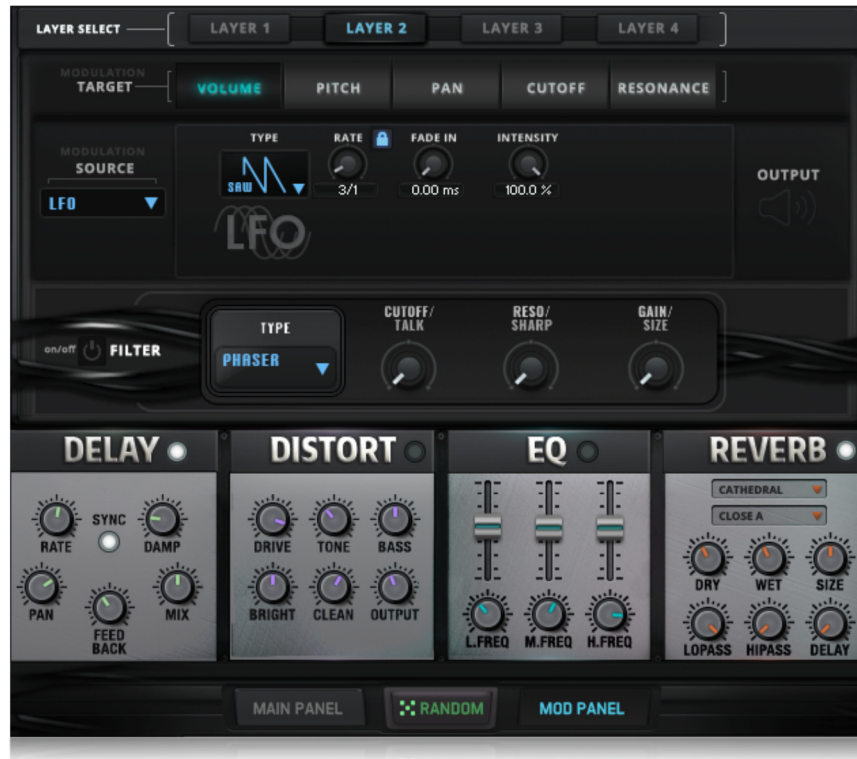 LAYER SELECT LAYER 1 LAYER 2 LAYER 3 LAYER 4
MODULATION
TARGET VOLUME PITCH PAN CUTOFF RESONANCE
TYPE RATE FADE IN INTENSITY
MODULATION
SOURCE
LFO
SAW
3/1 0.00 ms 100.0 %
LFO
OUTPUT
on/off FILTER
TYPE
PHASER
CUTOFF/
TALK
RESO/
SHARP
GAIN/
SIZE
DELAY
RATE SYNC DAMP
PAN FEED
BACK MIX
DISTORT
DRIVE TONE BASS
BRIGHT CLEAN OUTPUT
EQ
L.FREQ M.FREQ H.FREQ
REVERB
CATHEDRAL
CLOSE A
DRY WET SIZE
LOPASS HIPASS DELAY
MAIN PANEL RANDOM MOD PANEL